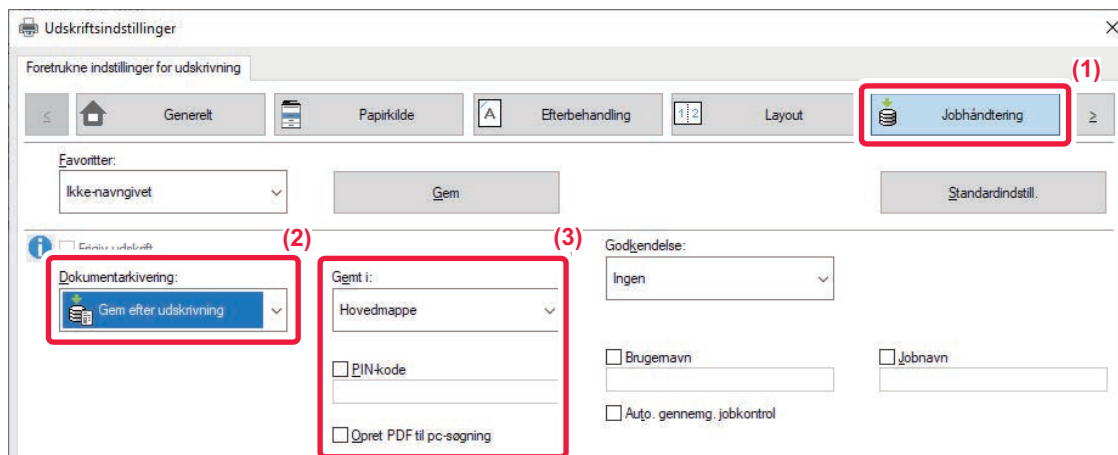 Udskriftsindstillinger
Foretrukne indstillinger for udskrivning
(1)
< Generelt Papirkilde A Efterbehandling 1 2 Layout Jobhåndtering >
Favoritter:
Ikke-navngivet Gem Standardindstill.
Frigiv udskrift (2) (3) Godkendelse:
Dokumentarkivering: Gemt i: Ingen
Gem efter udskrivning Hovedmappe
PIN-kode Brugernavn Jobnavn
Auto. gennemg. jobkontrol
Opret PDF til pc-søgning